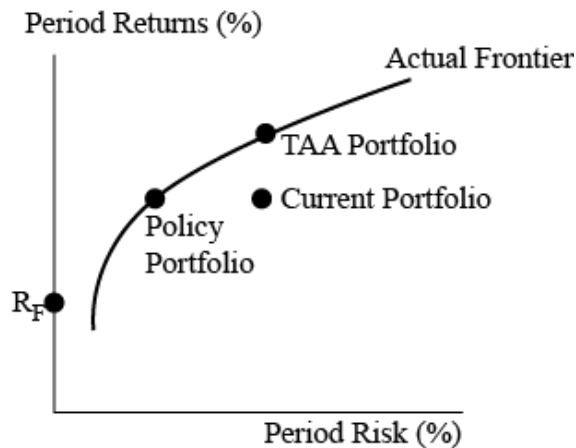 Period Returns (%)
Actual Frontier
TAA Portfolio
Current Portfolio
Policy
Portfolio
RF
Period Risk (%)